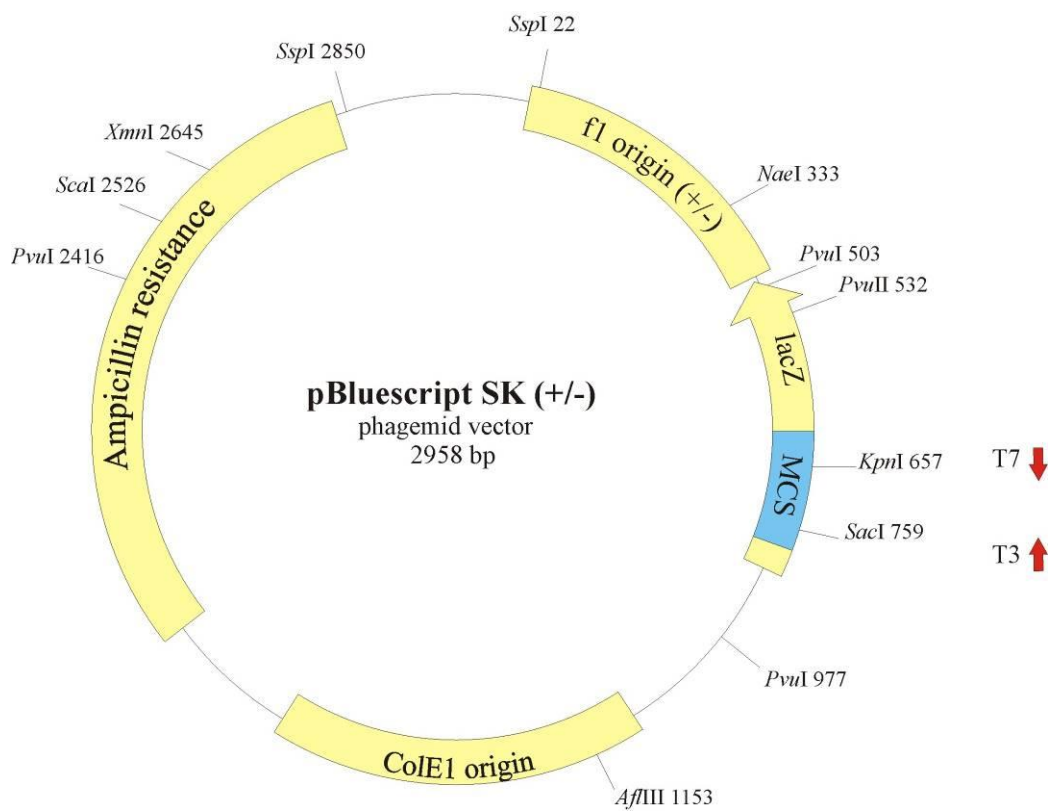 SspI 2850
SspI 22
XmnI 2645
ScaI 2526
PvuI 2416
Ampicillin resistance
f1 origin (+/-)
NaeI 333
PvuI 503
PvuII 532
lacZ
pBluescript SK (+/-)
phagemid vector
2958 bp
MCS
KpnI 657
T7
SacI 759
T3
PvuI 977
ColE1 origin
AflIII 1153